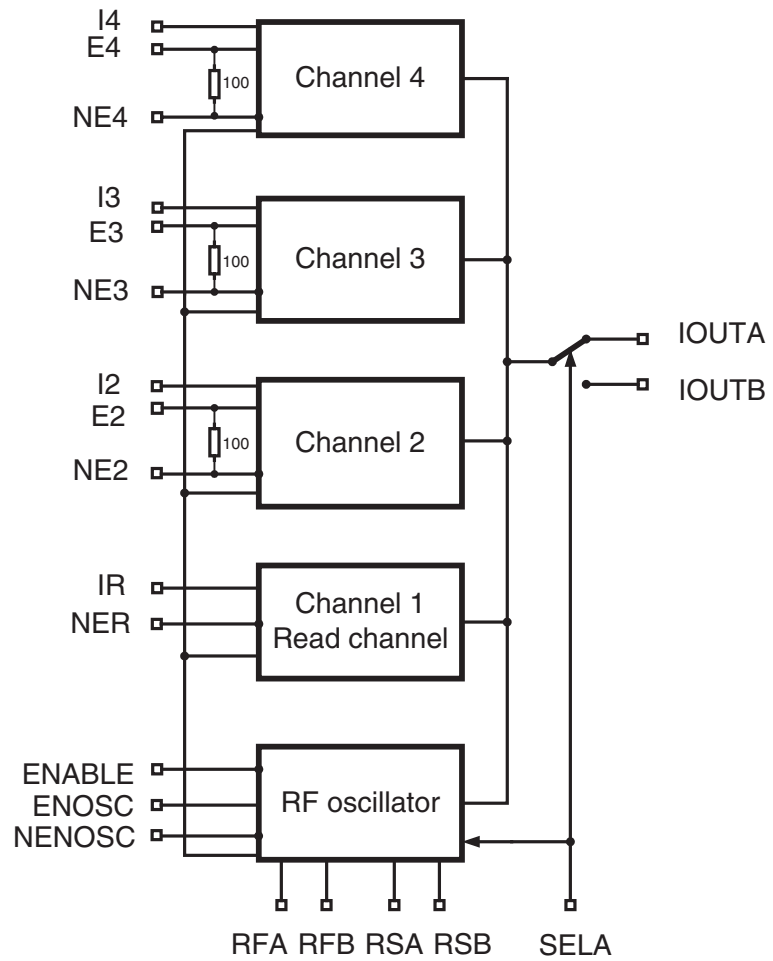 I4
E4
100
Channel 4
NE4
I3
E3
100
Channel 3
NE3
IOUTA
IOUTB
I2
E2
100
Channel 2
NE2
IR
NER
Channel 1
Read channel
ENABLE
ENOSC
NENOSC
RF oscillator
RFA RFB RSA RSB SELA